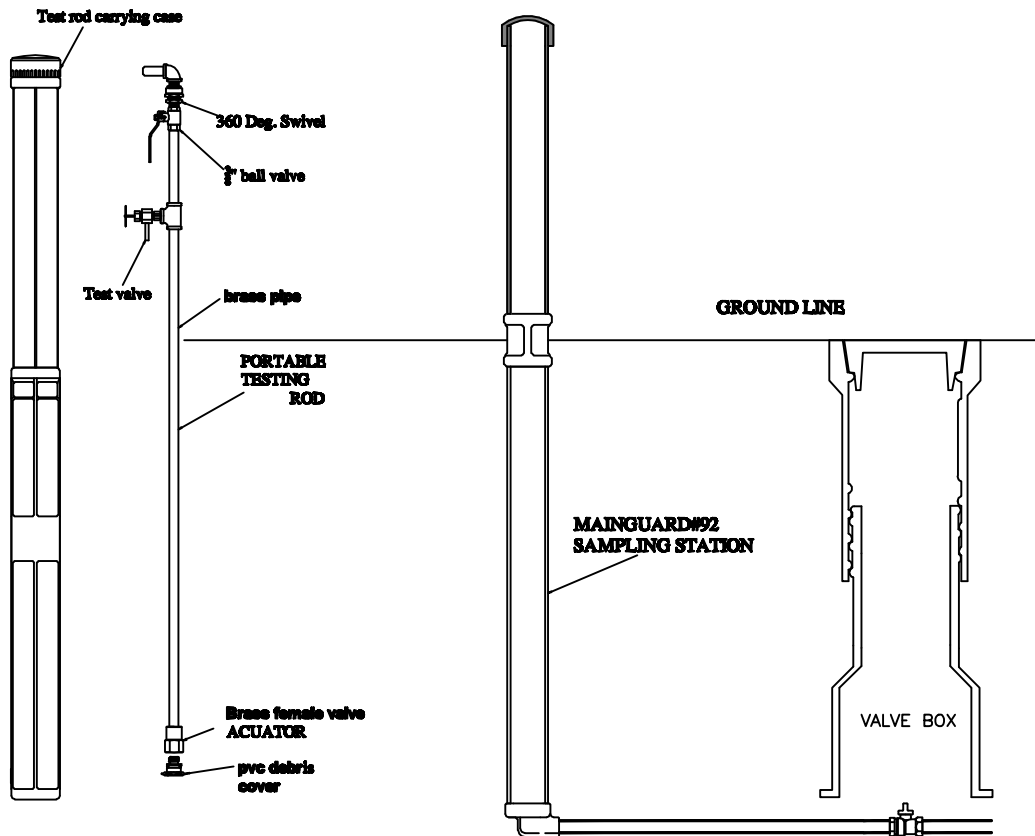 Test rod carrying case
360 Deg. Swivel
" ball valve
Test valve
brass pipe
GROUND LINE
PORTABLE
TESTING
ROD
MAINGUARD#92
SAMPLING STATION
Brass female valve
ACUATOR
pvc debris
cover
VALVE BOX